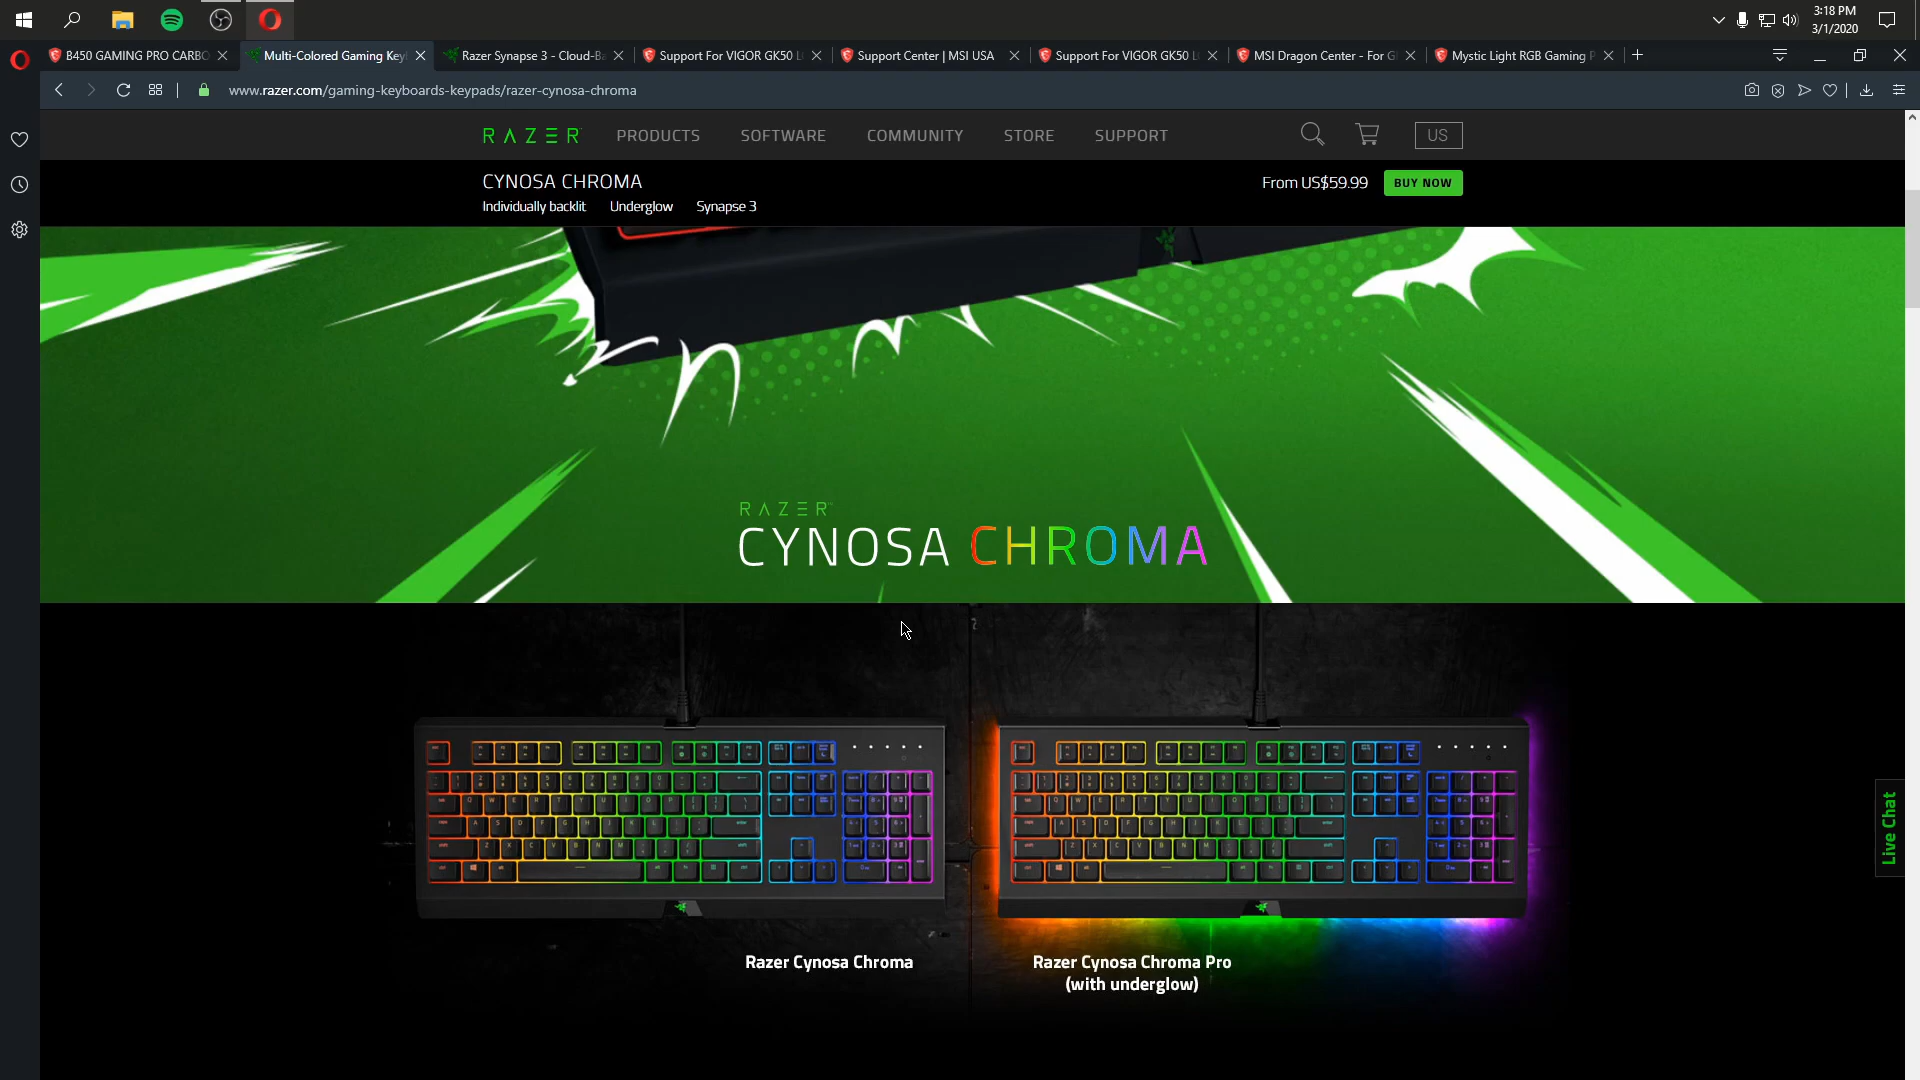 3:18 PM
3/1/2020
B450 GAMING PRO CARBO
Multi-Colored Gaming Key
Razer Synapse 3 - Cloud-Ba
Support For VIGOR GK50 L
Support Center | MSI USA
Support For VIGOR GK50 L
MSI Dragon Center - For G
Mystic Light RGB Gaming P
www.razer.com/gaming-keyboards-keypads/razer-cynosa-chroma
RAZER
PRODUCTS
SOFTWARE
COMMUNITY
STORE
SUPPORT
US
CYNOSA CHROMA
From US$59.99
BUY NOW
Individually backlit
Underglow
Synapse 3
RAZER
CYNOSA CHROMA
Live Chat
Razer Cynosa Chroma
Razer Cynosa Chroma Pro
(with underglow)